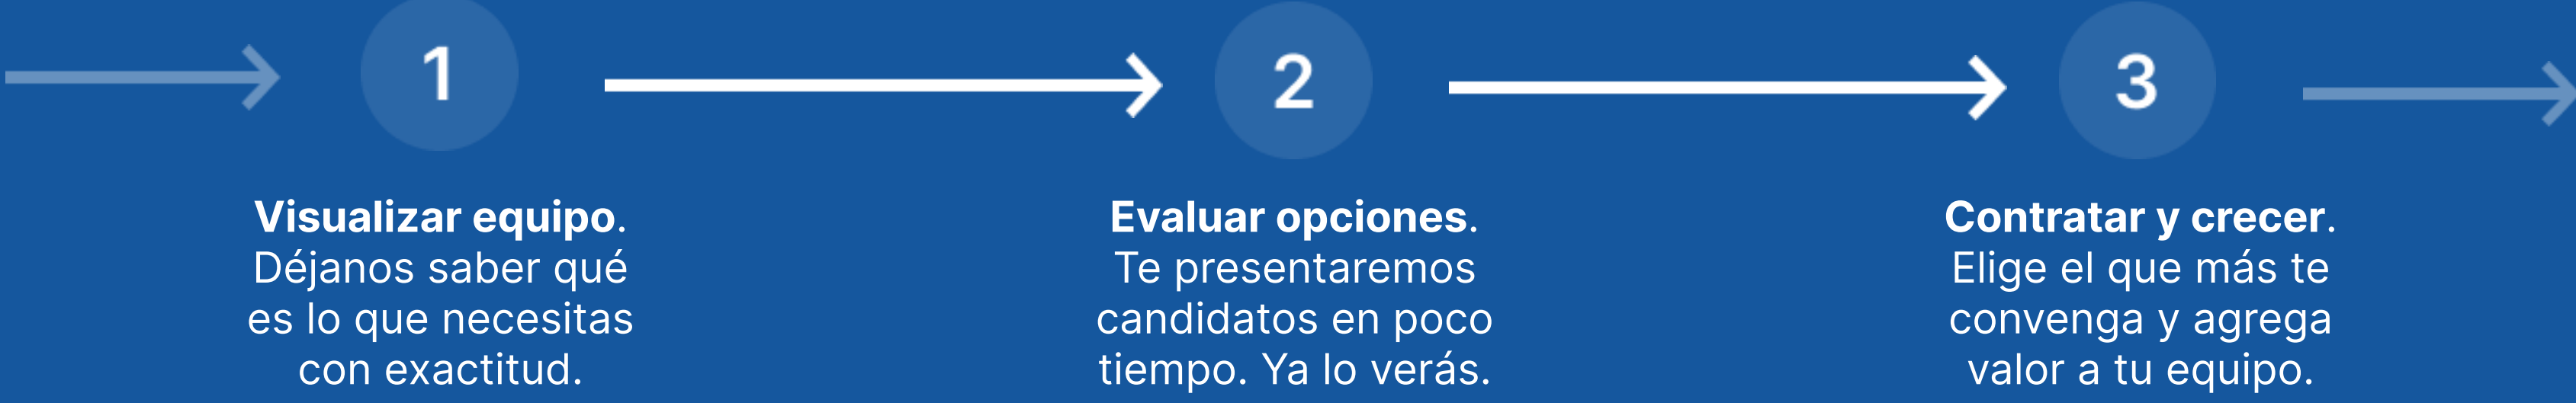 1
Visualizar equipo.
Déjanos saber qué
es lo que necesitas
con exactitud.
2
Evaluar opciones.
Te presentaremos
candidatos en poco
tiempo. Ya lo verás.
3
Contratar y crecer.
Elige el que más te
convenga y agrega
valor a tu equipo.